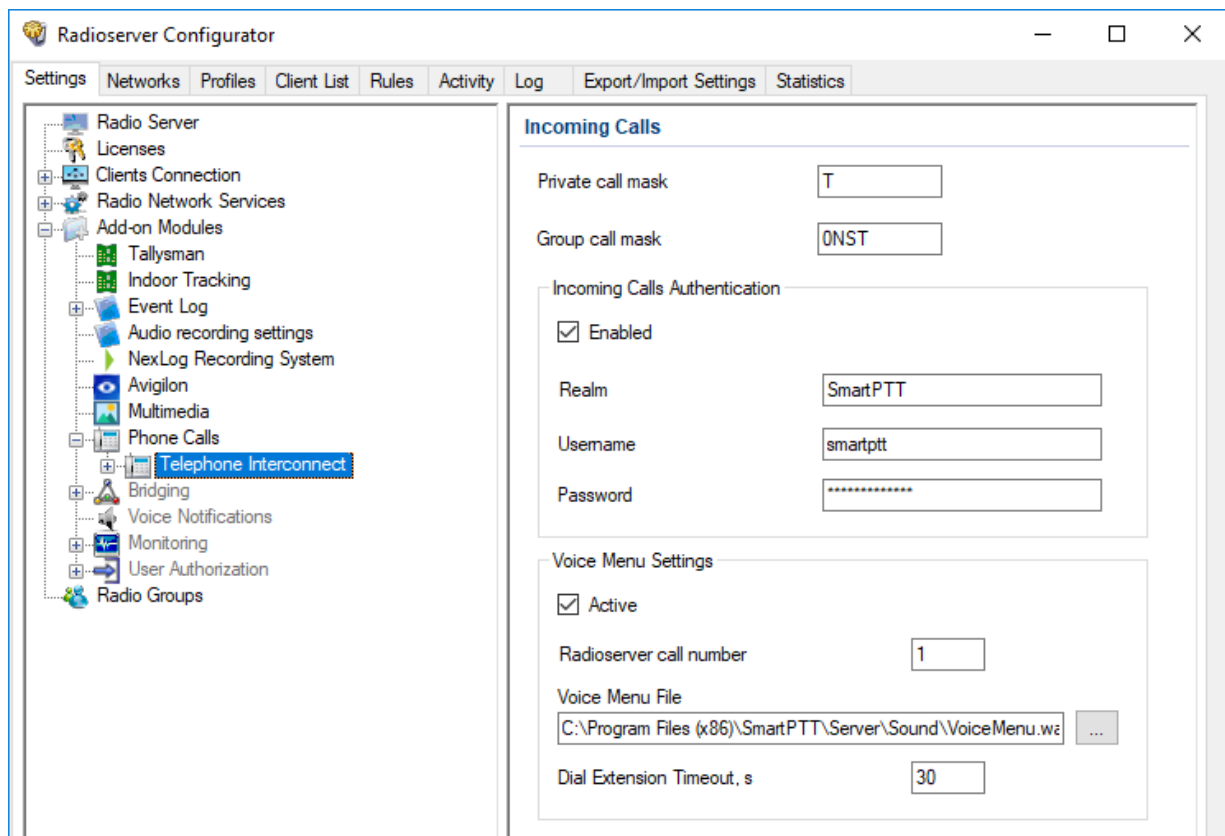 Radioserver Configurator
Settings Networks Profiles Client List Rules Activity Log Export/Import Settings Statistics
Radio Server
Licenses
Clients Connection
Radio Network Services
Add-on Modules
Tallysman
Indoor Tracking
Event Log
Audio recording settings
NexLog Recording System
Avigilon
Multimedia
Phone Calls
Telephone Interconnect
Bridging
Voice Notifications
Monitoring
User Authorization
Radio Groups
Incoming Calls
Private call mask T
Group call mask 0NST
Incoming Calls Authentication
Enabled
Realm SmartPTT
Username smartptt
Password *************
Voice Menu Settings
Active
Radioserver call number 1
Voice Menu File
C:\Program Files (x86)\SmartPTT\Server\Sound\VoiceMenu.wa
...
Dial Extension Timeout, s 30